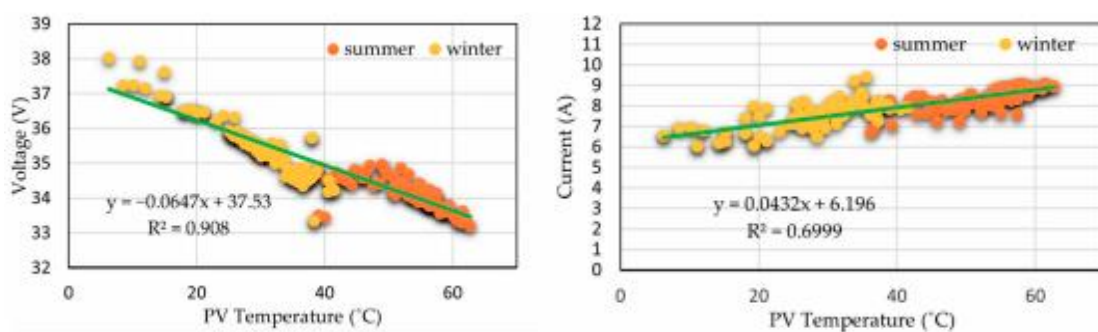 39
38
37
36
35
34
33
32
Voltage (V)
summer winter
y = −0.0647x + 37.53
R² = 0.908
0 20 40 60
PV Temperature (˚C)
12
11
10
9
8
7
6
5
4
3
2
1
0
Current (A)
summer winter
y = 0.0432x + 6.196
R² = 0.6999
0 20 40 60
PV Temperature (˚C)